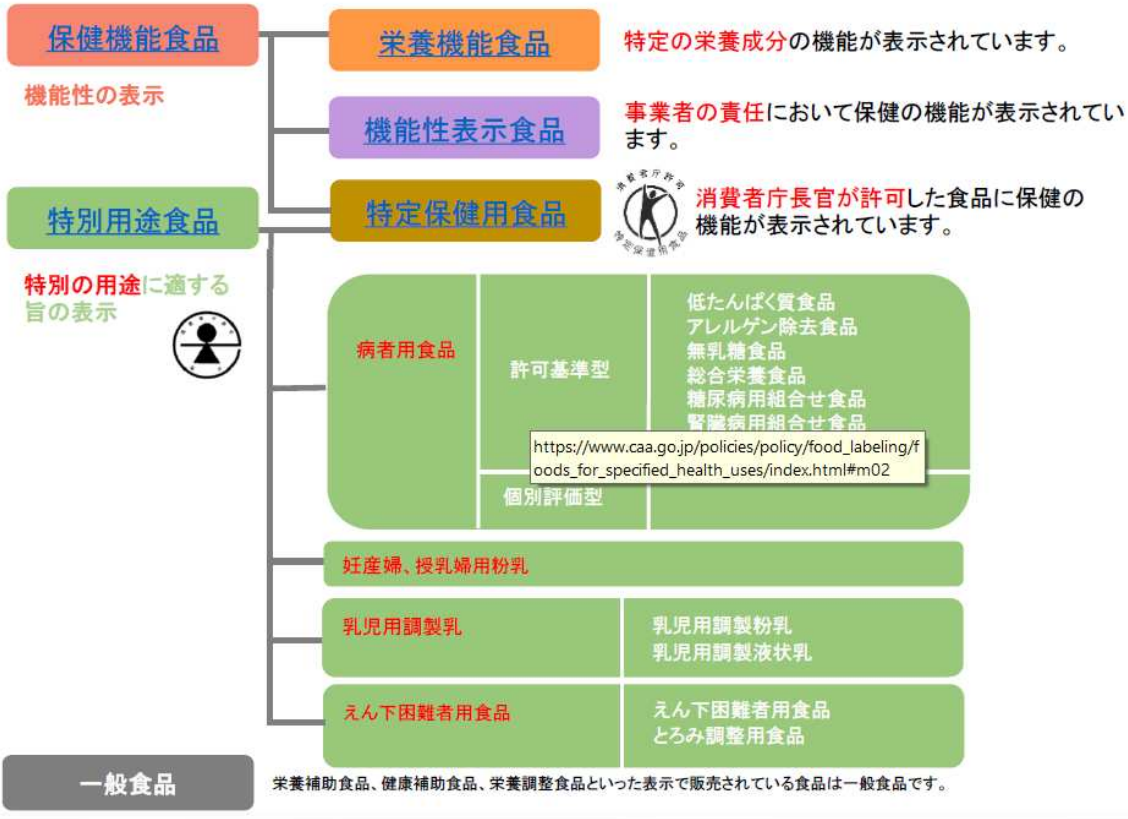 保健機能食品
栄養機能食品
特定の栄養成分の機能が表示されています。
機能性の表示
機能性表示食品
事業者の責任において保健の機能が表示されてい
ます。
特別用途食品
特定保健用食品
消費者庁許可
特定保健用食品
消費者庁長官が許可した食品に保健の
機能が表示されています。
特別の用途に適する
旨の表示
病者用食品
許可基準型
低たんぱく質食品
アレルゲン除去食品
無乳糖食品
総合栄養食品
糖尿病用組合せ食品
腎臓病用組合せ食品
https://www.caa.go.jp/policies/policy/food_labeling/f
oods_for_specified_health_uses/index.html#m02
個別評価型
妊産婦、授乳婦用粉乳
乳児用調製乳
乳児用調製粉乳
乳児用調製液状乳
えん下困難者用食品
えん下困難者用食品
とろみ調整用食品
一般食品
栄養補助食品、健康補助食品、栄養調整食品といった表示で販売されている食品は一般食品です。